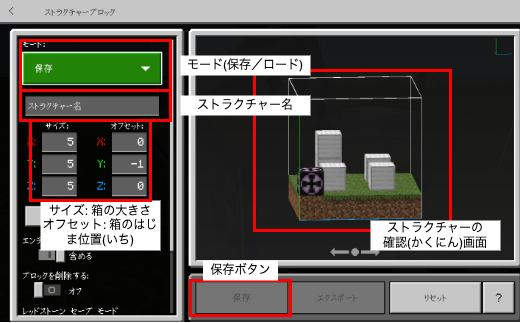 ストラクチャーブロック
モード:
保存
モード(保存／ロード)
ストラクチャー名
ストラクチャー名
サイズ: オフセット:
X: 5 X: 0
Y: 5 Y: -1
Z: 5 Z: 0
サイズ: 箱の大きさ
オフセット: 箱のはじ
ま位置(いち)
ストラクチャーの
確認(かくにん)画面
エンテ
含める
ブロックを削除する:
オフ
レッドストーン セーブ モード
保存ボタン
保存
エクスポート
リセット
?